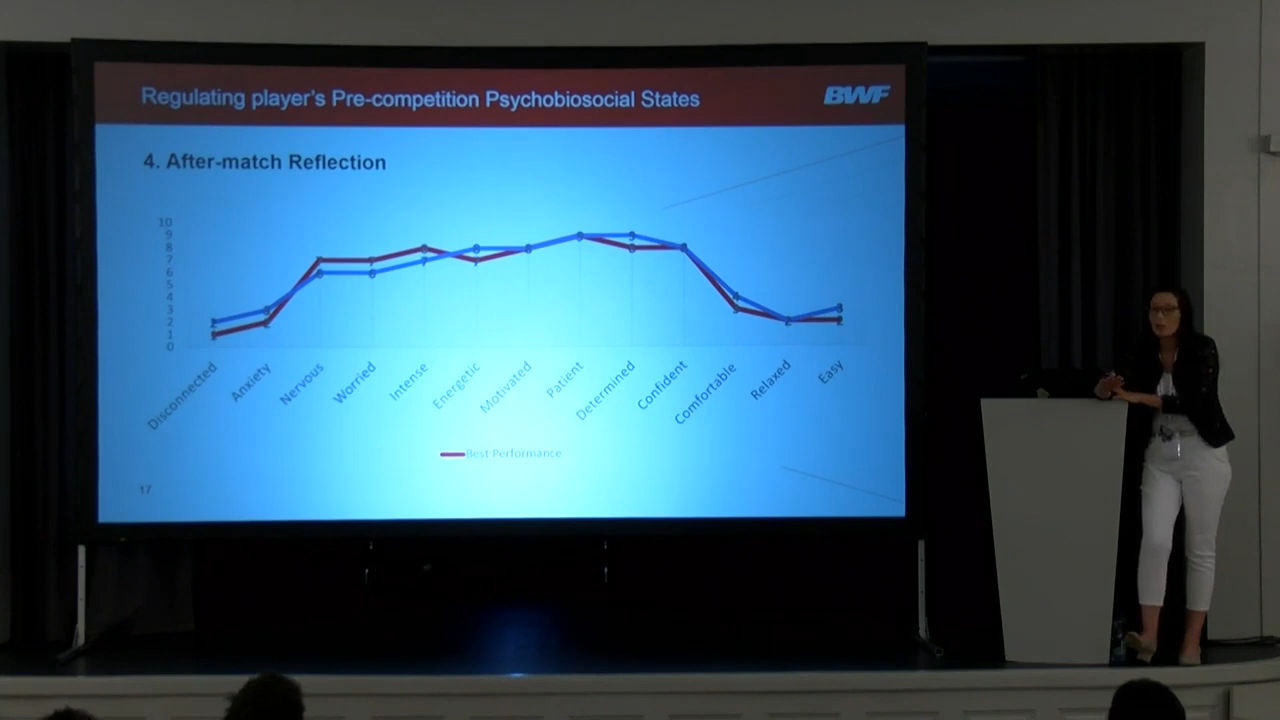 Regulating player's Pre-competition Psychobiosocial States
BWF
4. After-match Reflection
10
9
8
7
6
5
4
3
2
1
0
Disconnected
Anxiety
Nervous
Worried
Intense
Energetic
Motivated
Patient
Determined
Confident
Comfortable
Relaxed
Easy
Best Performance
17